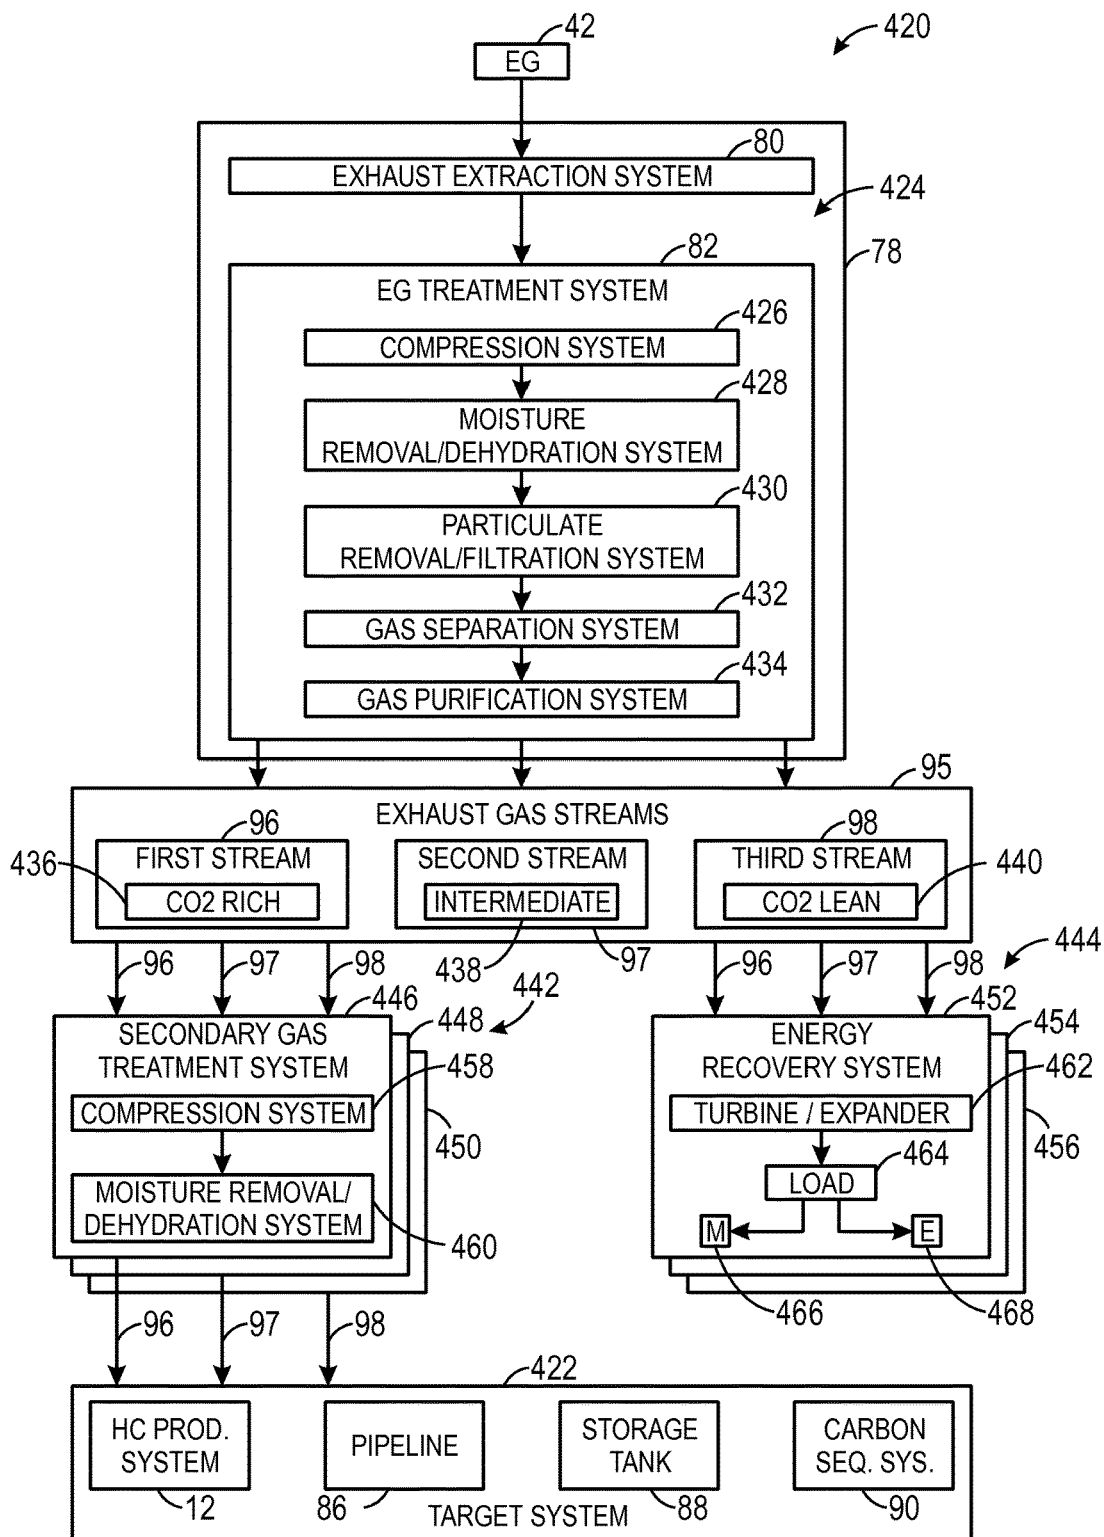 42
420
EG
80
EXHAUST EXTRACTION SYSTEM
424
82
78
EG TREATMENT SYSTEM
426
COMPRESSION SYSTEM
428
MOISTURE
REMOVAL/DEHYDRATION SYSTEM
430
PARTICULATE
REMOVAL/FILTRATION SYSTEM
432
GAS SEPARATION SYSTEM
434
GAS PURIFICATION SYSTEM
95
EXHAUST GAS STREAMS
96
98
FIRST STREAM
SECOND STREAM
THIRD STREAM
436
440
CO2 RICH
INTERMEDIATE
CO2 LEAN
438
97
444
96
97
98
96
97
98
442
446
448
452
454
SECONDARY GAS
TREATMENT SYSTEM
ENERGY
RECOVERY SYSTEM
458
462
COMPRESSION SYSTEM
TURBINE / EXPANDER
450
456
464
MOISTURE REMOVAL/
DEHYDRATION SYSTEM
LOAD
460
M
E
466
468
96
97
98
422
HC PROD.
SYSTEM
PIPELINE
STORAGE
TANK
CARBON
SEQ. SYS.
12
86
88
90
TARGET SYSTEM